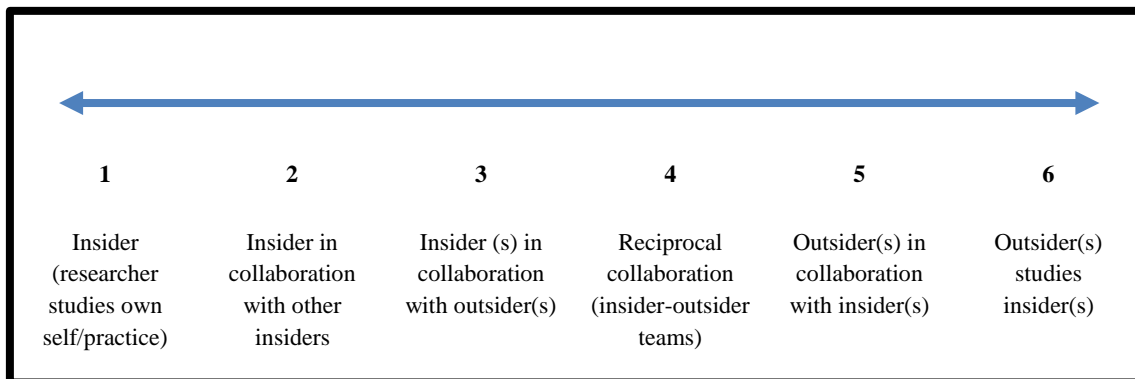 1
2
3
4
5
6
Insider
(researcher
studies own
self/practice)
Insider in
collaboration
with other
insiders
Insider (s) in
collaboration
with outsider(s)
Reciprocal
collaboration
(insider-outsider
teams)
Outsider(s) in
collaboration
with insider(s)
Outsider(s)
studies
insider(s)